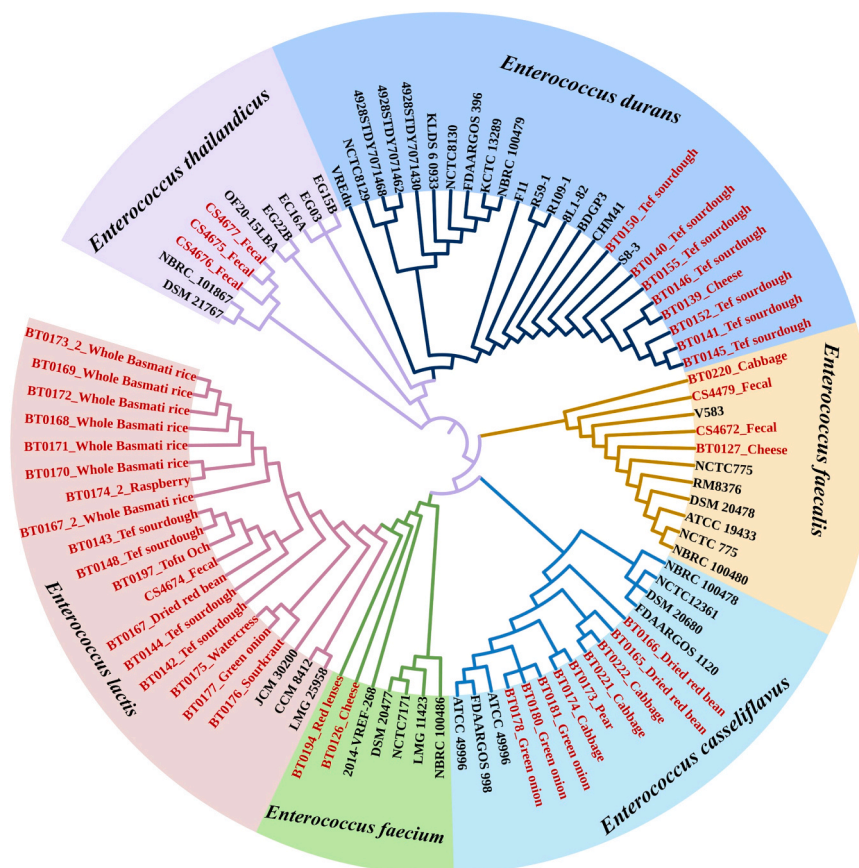 Enterococcus thailandicus
DSM 21767
NBRC_101867
CS4676_Fecal
CS4675_Fecal
CS4677_Fecal
OF20-151LBA
EG22B
EC16A
EG03
EG15B
Enterococcus durans
VREdu
NCTC8129
4928STDY7071468
4928STDY7071462
4928STDY7071430
KLDS 6 0933
NCTC8130
FDAARGOS 396
KCTC 13289
NBRC 100479
R59-1
R109-1
8L1-82
BDGP3
CHM41
BT0150_Tef sourdough
S8-3
BT0140_Tef sourdough
BT0155_Tef sourdough
BT0146_Tef sourdough
BT0139_Cheese
BT0152_Tef sourdough
BT0141_Tef sourdough
BT0145_Tef sourdough
Enterococcus faecalis
BT0220_Cabbage
CS4479_Fecal
V583
CS4672_Fecal
BT0127_Cheese
NCTC775
RM8376
DSM 20478
ATCC 19433
NCTC 775
NBRC 100480
Enterococcus casseliflavus
NBRC 100478
NCTC12361
DSM 20680
FDAARGOS 1120
BT0166_Dried red bean
BT0165_Dried red bean
BT0222_Cabbage
BT0221_Cabbage
BT0173_Pear
BT0174_Cabbage
BT0181_Green onion
BT0180_Green onion
BT0178_Green onion
ATCC 49996
FDAARGOS 998
ATCC 49996
Enterococcus faecium
NBRC 100486
LMG 11423
NCTC7171
DSM 20477
2014-VREF-268
BT0126_Cheese
BT0194_Red lenses
Enterococcus lactis
LMG 25958
CCM 8412
JCM 30200
BT0176_Sourkraut
BT0177_Green onion
BT0175_Watercress
BT0142_Tef sourdough
BT0144_Tef sourdough
BT0167_Dried red bean
CS4674_Fecal
BT0197_Tofu Och
BT0148_Tef sourdough
BT0143_Tef sourdough
BT0167_2_Whole Basmati rice
BT0174_2_Raspberry
BT0170_Whole Basmati rice
BT0171_Whole Basmati rice
BT0168_Whole Basmati rice
BT0172_Whole Basmati rice
BT0169_Whole Basmati rice
BT0173_2_Whole Basmati rice